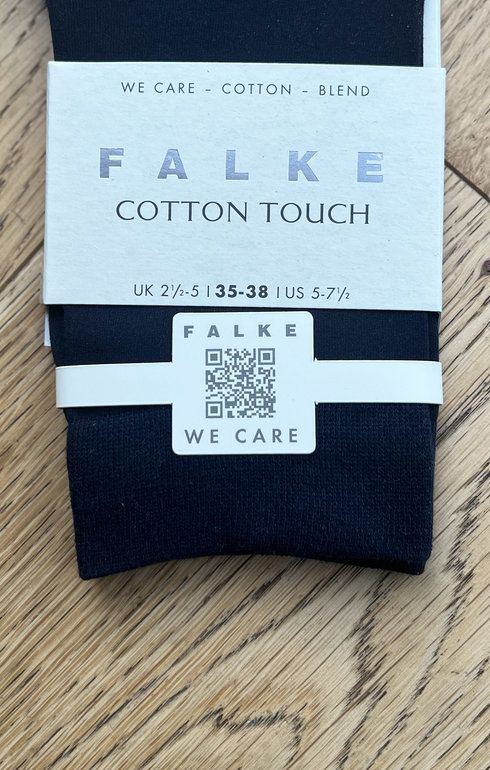 WE CARE – COTTON – BLEND
FALKE
COTTON TOUCH
UK 2½-5 I 35-38 I US 5-7½
FALKE
WE CARE